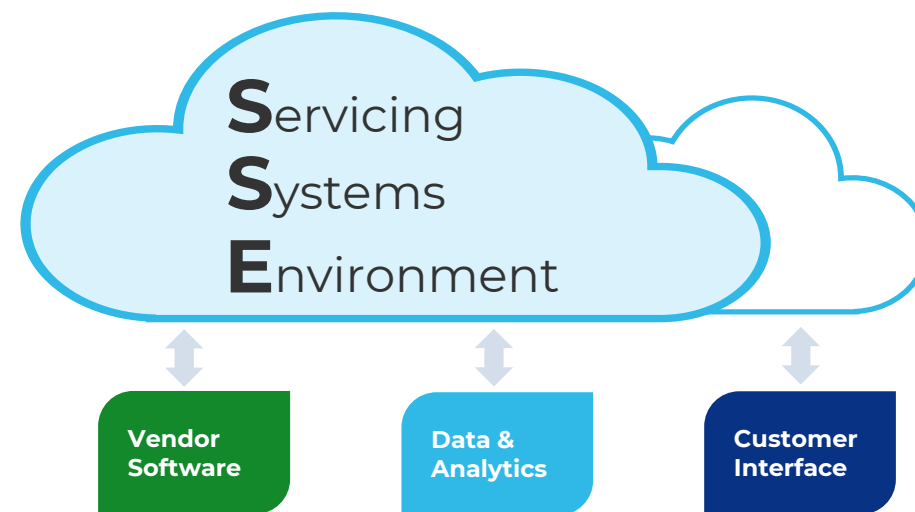 Servicing
Systems
Environment
Vendor
Software
Data &
Analytics
Customer
Interface